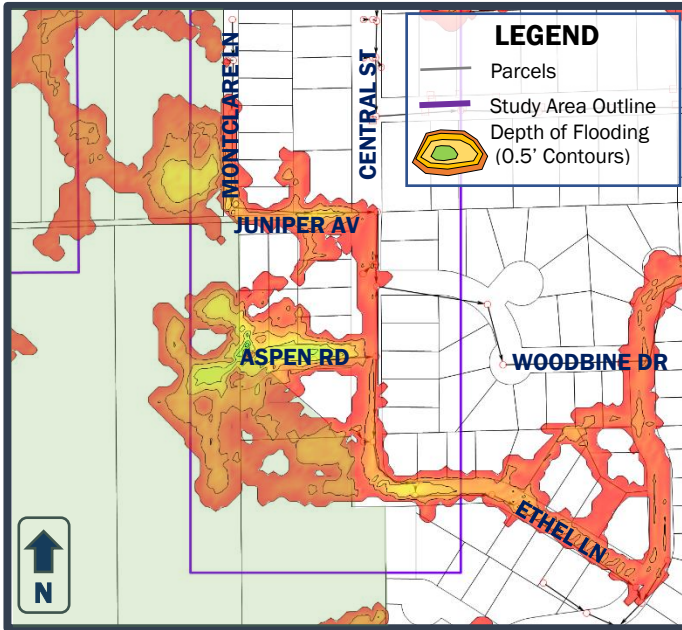 LEGEND
Parcels
Study Area Outline
Depth of Flooding
(0.5' Contours)
MONTCLARE LN
CENTRAL ST
JUNIPER AV
ASPEN RD
WOODBINE DR
ETHEL LN
N